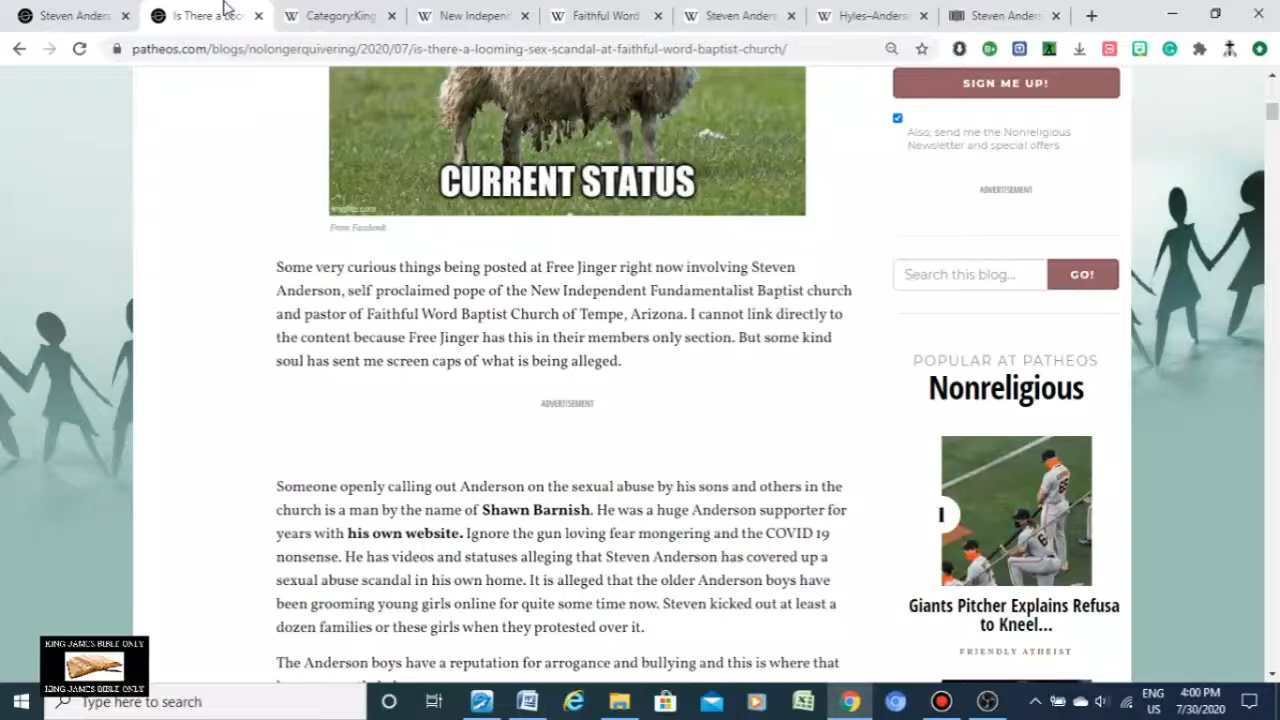 Steven Anders
Is There a
Category:King
New Independ
Faithful Word
Steven Anders
Hyles–Anders
Steven Anders
patheos.com/blogs/nolongerquivering/2020/07/is-there-a-looming-sex-scandal-at-faithful-word-baptist-church/
CURRENT STATUS
From Facebook
SIGN ME UP!
Also, send me the Nonreligious
Newsletter and special offers
ADVERTISEMENT
Search this blog...
GO!
Some very curious things being posted at Free Jinger right now involving Steven
Anderson, self proclaimed pope of the New Independent Fundamentalist Baptist church
and pastor of Faithful Word Baptist Church of Tempe, Arizona. I cannot link directly to
the content because Free Jinger has this in their members only section. But some kind
soul has sent me screen caps of what is being alleged.
ADVERTISEMENT
POPULAR AT PATHEOS
Nonreligious
Someone openly calling out Anderson on the sexual abuse by his sons and others in the
church is a man by the name of Shawn Barnish. He was a huge Anderson supporter for
years with his own website. Ignore the gun loving fear mongering and the COVID 19
nonsense. He has videos and statuses alleging that Steven Anderson has covered up a
sexual abuse scandal in his own home. It is alleged that the older Anderson boys have
been grooming young girls online for quite some time now. Steven kicked out at least a
dozen families or these girls when they protested over it.
The Anderson boys have a reputation for arrogance and bullying and this is where that
Giants Pitcher Explains Refusa
to Kneel...
FRIENDLY ATHEIST
KING JAMES BIBLE ONLY
KING JAMES BIBLE ONLY
Type here to search
ENG
US
4:00 PM
7/30/2020